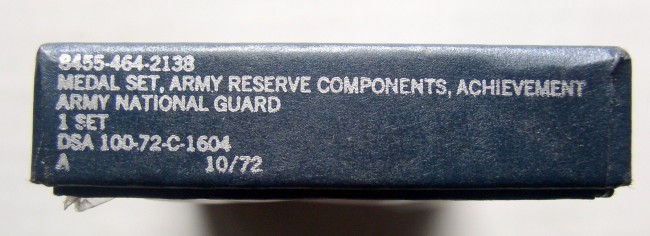 8455-464-2138
MEDAL SET, ARMY RESERVE COMPONENTS, ACHIEVEMENT
ARMY NATIONAL GUARD
1 SET
DSA 100-72-C-1604
A 10/72